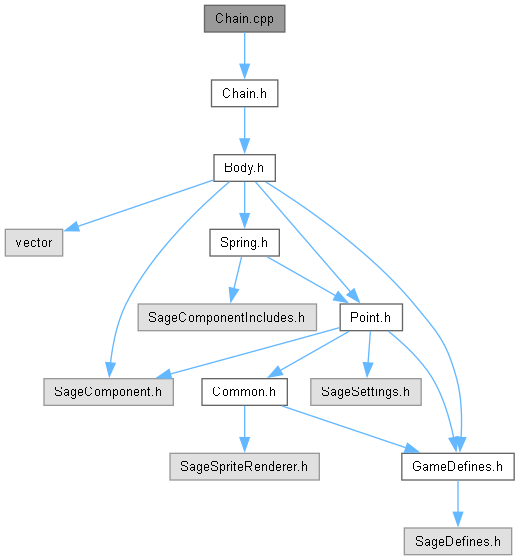 Chain.cpp
Chain.h
Body.h
vector
Spring.h
SageComponentIncludes.h
Point.h
SageComponent.h
Common.h
SageSettings.h
SageSpriteRenderer.h
GameDefines.h
SageDefines.h